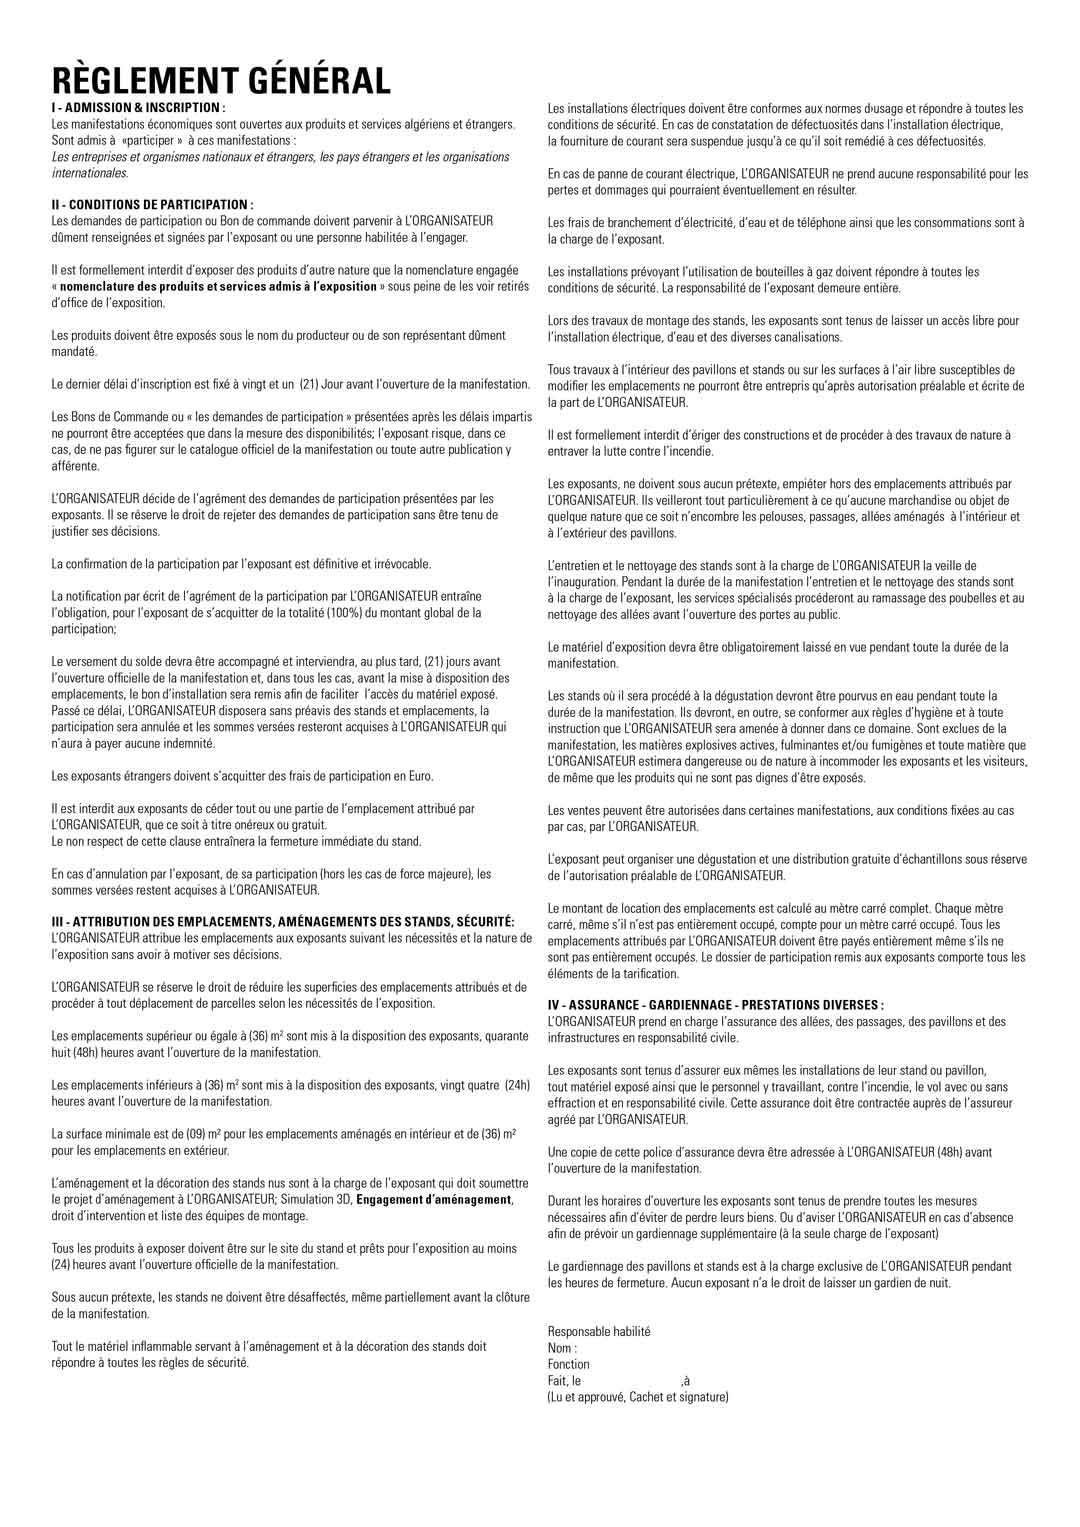 RÈGLEMENT GÉNÉRAL
I - ADMISSION & INSCRIPTION :
Les manifestations économiques sont ouvertes aux produits et services algériens et étrangers.
Sont admis à «participer » à ces manifestations :
Les entreprises et organismes nationaux et étrangers, les pays étrangers et les organisations
internationales.
II - CONDITIONS DE PARTICIPATION :
Les demandes de participation ou Bon de commande doivent parvenir à L’ORGANISATEUR
dûment renseignées et signées par l’exposant ou une personne habilitée à l’engager.
Il est formellement interdit d’exposer des produits d’autre nature que la nomenclature engagée
« nomenclature des produits et services admis à l’exposition » sous peine de les voir retirés
d’office de l’exposition.
Les produits doivent être exposés sous le nom du producteur ou de son représentant dûment
mandaté.
Le dernier délai d’inscription est fixé à vingt et un (21) Jour avant l’ouverture de la manifestation.
Les Bons de Commande ou « les demandes de participation » présentées après les délais impartis
ne pourront être acceptées que dans la mesure des disponibilités; l’exposant risque, dans ce
cas, de ne pas figurer sur le catalogue officiel de la manifestation ou toute autre publication y
afférente.
L’ORGANISATEUR décide de l’agrément des demandes de participation présentées par les
exposants. Il se réserve le droit de rejeter des demandes de participation sans être tenu de
justifier ses décisions.
La confirmation de la participation par l’exposant est définitive et irrévocable.
La notification par écrit de l’agrément de la participation par L’ORGANISATEUR entraîne
l’obligation, pour l’exposant de s’acquitter de la totalité (100%) du montant global de la
participation;
Le versement du solde devra être accompagné et interviendra, au plus tard, (21) jours avant
l’ouverture officielle de la manifestation et, dans tous les cas, avant la mise à disposition des
emplacements, le bon d’installation sera remis afin de faciliter l’accès du matériel exposé.
Passé ce délai, L’ORGANISATEUR disposera sans préavis des stands et emplacements, la
participation sera annulée et les sommes versées resteront acquises à L’ORGANISATEUR qui
n’aura à payer aucune indemnité.
Les exposants étrangers doivent s’acquitter des frais de participation en Euro.
Il est interdit aux exposants de céder tout ou une partie de l’emplacement attribué par
L’ORGANISATEUR, que ce soit à titre onéreux ou gratuit.
Le non respect de cette clause entraînera la fermeture immédiate du stand.
En cas d’annulation par l’exposant, de sa participation (hors les cas de force majeure), les
sommes versées restent acquises à L’ORGANISATEUR.
III - ATTRIBUTION DES EMPLACEMENTS, AMÉNAGEMENTS DES STANDS, SÉCURITÉ:
L’ORGANISATEUR attribue les emplacements aux exposants suivant les nécessités et la nature de
l’exposition sans avoir à motiver ses décisions.
L’ORGANISATEUR se réserve le droit de réduire les superficies des emplacements attribués et de
procéder à tout déplacement de parcelles selon les nécessités de l’exposition.
Les emplacements supérieur ou égale à (36) m² sont mis à la disposition des exposants, quarante
huit (48h) heures avant l’ouverture de la manifestation.
Les emplacements inférieurs à (36) m² sont mis à la disposition des exposants, vingt quatre (24h)
heures avant l’ouverture de la manifestation.
La surface minimale est de (09) m² pour les emplacements aménagés en intérieur et de (36) m²
pour les emplacements en extérieur.
L’aménagement et la décoration des stands nus sont à la charge de l’exposant qui doit soumettre
le projet d’aménagement à L’ORGANISATEUR; Simulation 3D, Engagement d’aménagement,
droit d’intervention et liste des équipes de montage.
Tous les produits à exposer doivent être sur le site du stand et prêts pour l’exposition au moins
(24) heures avant l’ouverture officielle de la manifestation.
Sous aucun prétexte, les stands ne doivent être désaffectés, même partiellement avant la clôture
de la manifestation.
Tout le matériel inflammable servant à l’aménagement et à la décoration des stands doit
répondre à toutes les règles de sécurité.
Les installations électriques doivent être conformes aux normes d›usage et répondre à toutes les
conditions de sécurité. En cas de constatation de défectuosités dans l’installation électrique,
la fourniture de courant sera suspendue jusqu’à ce qu’il soit remédié à ces défectuosités.
En cas de panne de courant électrique, L’ORGANISATEUR ne prend aucune responsabilité pour les
pertes et dommages qui pourraient éventuellement en résulter.
Les frais de branchement d’électricité, d’eau et de téléphone ainsi que les consommations sont à
la charge de l’exposant.
Les installations prévoyant l’utilisation de bouteilles à gaz doivent répondre à toutes les
conditions de sécurité. La responsabilité de l’exposant demeure entière.
Lors des travaux de montage des stands, les exposants sont tenus de laisser un accès libre pour
l’installation électrique, d’eau et des diverses canalisations.
Tous travaux à l’intérieur des pavillons et stands ou sur les surfaces à l’air libre susceptibles de
modifier les emplacements ne pourront être entrepris qu’après autorisation préalable et écrite de
la part de L’ORGANISATEUR.
Il est formellement interdit d’ériger des constructions et de procéder à des travaux de nature à
entraver la lutte contre l’incendie.
Les exposants, ne doivent sous aucun prétexte, empiéter hors des emplacements attribués par
L’ORGANISATEUR. Ils veilleront tout particulièrement à ce qu’aucune marchandise ou objet de
quelque nature que ce soit n’encombre les pelouses, passages, allées aménagés à l’intérieur et
à l’extérieur des pavillons.
L’entretien et le nettoyage des stands sont à la charge de L’ORGANISATEUR la veille de
l’inauguration. Pendant la durée de la manifestation l’entretien et le nettoyage des stands sont
à la charge de l’exposant, les services spécialisés procéderont au ramassage des poubelles et au
nettoyage des allées avant l’ouverture des portes au public.
Le matériel d’exposition devra être obligatoirement laissé en vue pendant toute la durée de la
manifestation.
Les stands où il sera procédé à la dégustation devront être pourvus en eau pendant toute la
durée de la manifestation. Ils devront, en outre, se conformer aux règles d’hygiène et à toute
instruction que L’ORGANISATEUR sera amenée à donner dans ce domaine. Sont exclues de la
manifestation, les matières explosives actives, fulminantes et/ou fumigènes et toute matière que
L’ORGANISATEUR estimera dangereuse ou de nature à incommoder les exposants et les visiteurs,
de même que les produits qui ne sont pas dignes d’être exposés.
Les ventes peuvent être autorisées dans certaines manifestations, aux conditions fixées au cas
par cas, par L’ORGANISATEUR.
L’exposant peut organiser une dégustation et une distribution gratuite d’échantillons sous réserve
de l’autorisation préalable de L’ORGANISATEUR.
Le montant de location des emplacements est calculé au mètre carré complet. Chaque mètre
carré, même s’il n’est pas entièrement occupé, compte pour un mètre carré occupé. Tous les
emplacements attribués par L’ORGANISATEUR doivent être payés entièrement même s’ils ne
sont pas entièrement occupés. Le dossier de participation remis aux exposants comporte tous les
éléments de la tarification.
IV - ASSURANCE - GARDIENNAGE - PRESTATIONS DIVERSES :
L’ORGANISATEUR prend en charge l’assurance des allées, des passages, des pavillons et des
infrastructures en responsabilité civile.
Les exposants sont tenus d’assurer eux mêmes les installations de leur stand ou pavillon,
tout matériel exposé ainsi que le personnel y travaillant, contre l’incendie, le vol avec ou sans
effraction et en responsabilité civile. Cette assurance doit être contractée auprès de l’assureur
agréé par L’ORGANISATEUR.
Une copie de cette police d’assurance devra être adressée à L’ORGANISATEUR (48h) avant
l’ouverture de la manifestation.
Durant les horaires d’ouverture les exposants sont tenus de prendre toutes les mesures
nécessaires afin d’éviter de perdre leurs biens. Ou d’aviser L’ORGANISATEUR en cas d’absence
afin de prévoir un gardiennage supplémentaire (à la seule charge de l’exposant)
Le gardiennage des pavillons et stands est à la charge exclusive de L’ORGANISATEUR pendant
les heures de fermeture. Aucun exposant n’a le droit de laisser un gardien de nuit.
Responsable habilité
Nom :
Fonction
Fait, le ,à
(Lu et approuvé, Cachet et signature)